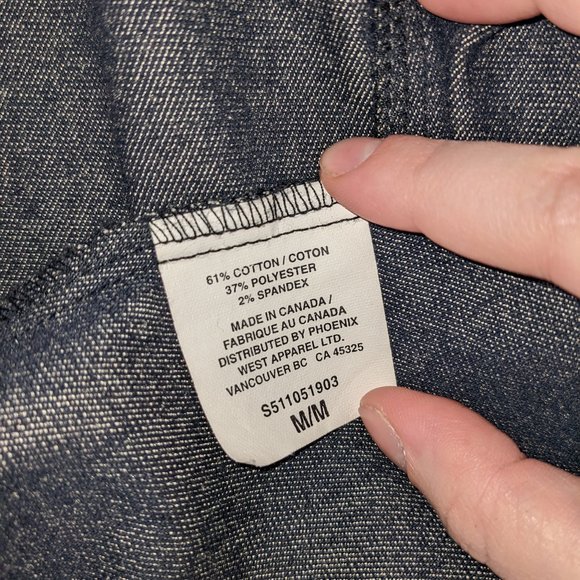 61% COTTON / COTON
37% POLYESTER
2% SPANDEX
MADE IN CANADA /
FABRIQUE AU CANADA
DISTRIBUTED BY PHOENIX
WEST APPAREL LTD.
VANCOUVER BC CA 45325
S511051903
M/M